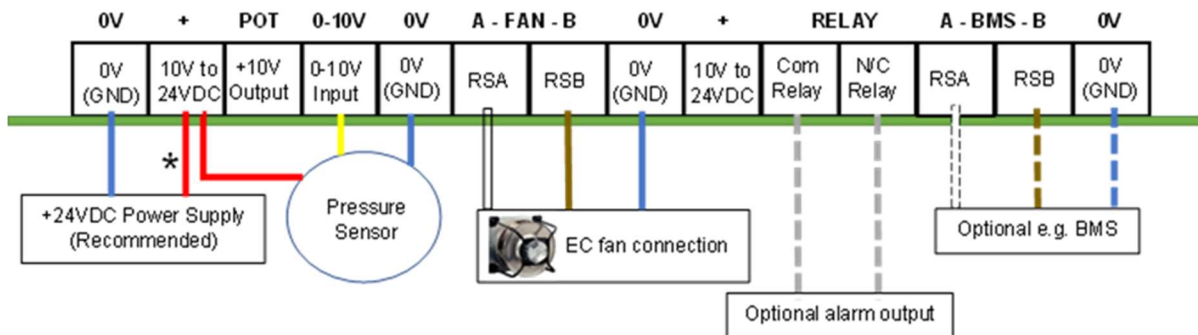 0V + POT 0-10V 0V A - FAN - B 0V + RELAY A - BMS - B 0V
0V (GND)
10V to 24VDC
+10V Output
0-10V Input
0V (GND)
RSA
RSB
0V (GND)
10V to 24VDC
Com Relay
N/C Relay
RSA
RSB
0V (GND)
*
+24VDC Power Supply
(Recommended)
Pressure
Sensor
EC fan connection
Optional e.g. BMS
Optional alarm output